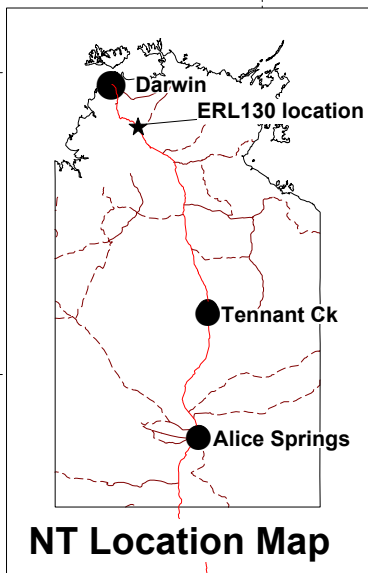 Darwin
ERL130 location
Tennant Ck
Alice Springs
NT Location Map